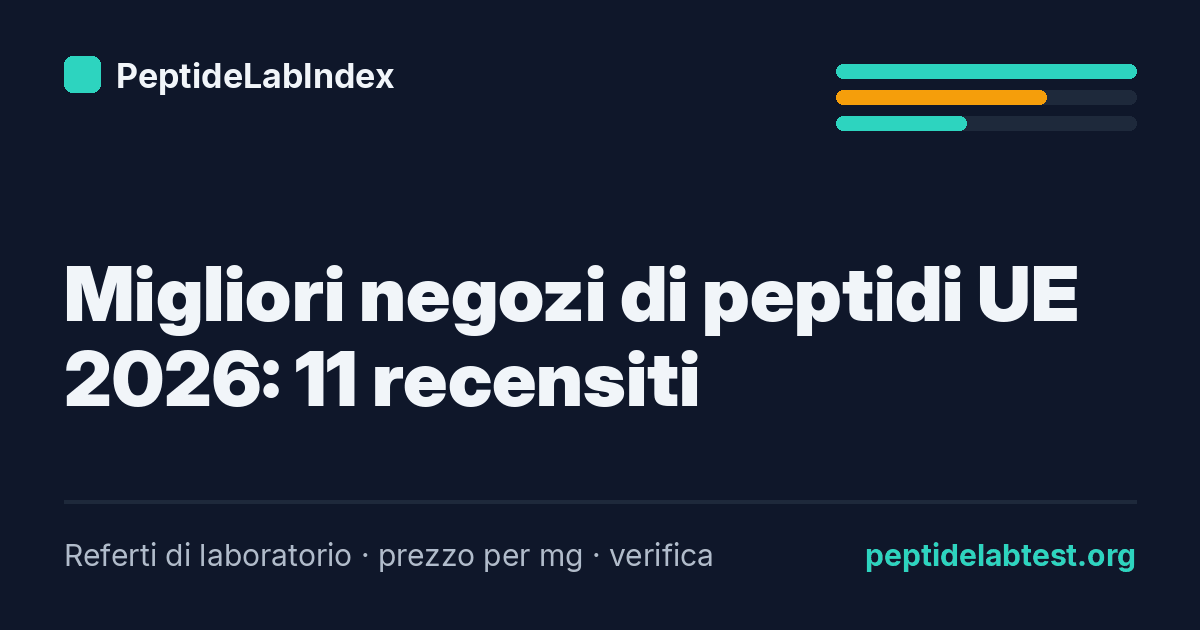 PeptideLabIndex
Migliori negozi di peptidi UE
2026: 11 recensiti
Referti di laboratorio · prezzo per mg · verifica
peptidelabtest.org